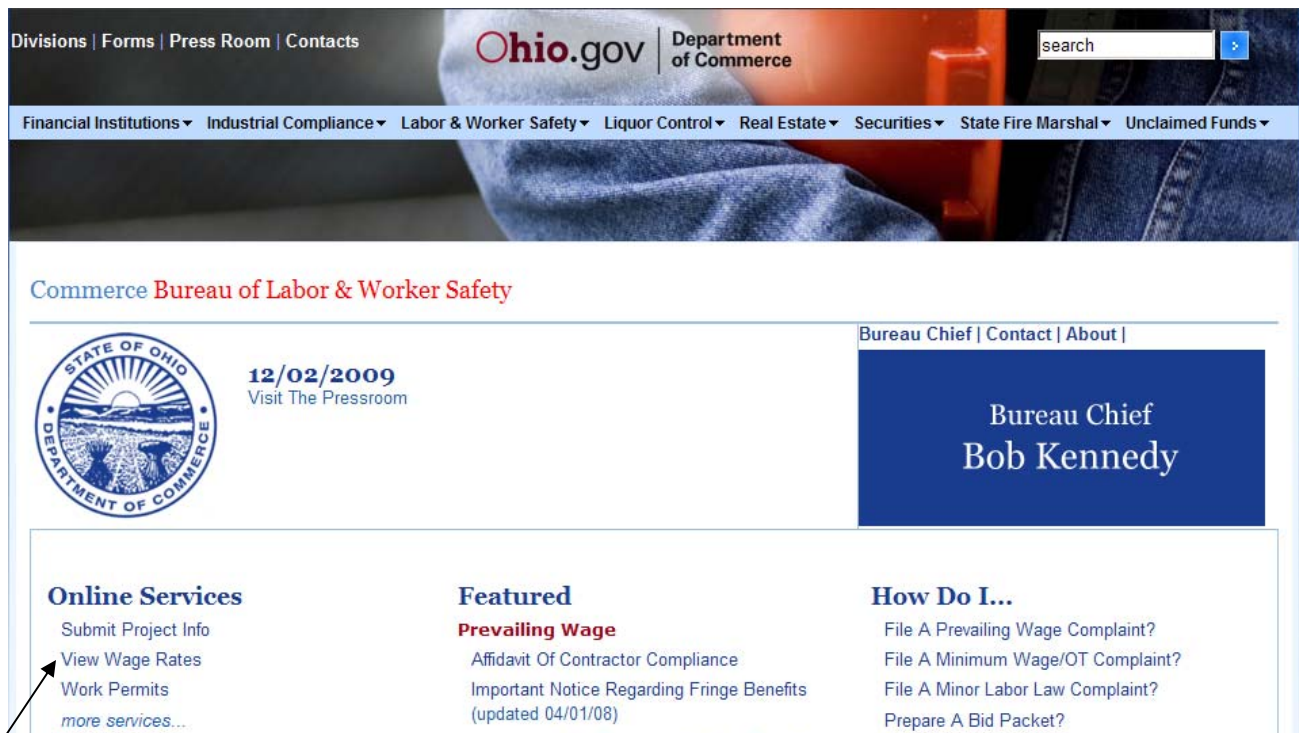 Divisions | Forms | Press Room | Contacts
Ohio.gov | Department of Commerce
search
Financial Institutions Industrial Compliance Labor & Worker Safety Liquor Control Real Estate Securities State Fire Marshal Unclaimed Funds
Commerce Bureau of Labor & Worker Safety
STATE OF OHIO
DEPARTMENT OF COMMERCE
12/02/2009
Visit The Pressroom
Bureau Chief | Contact | About |
Bureau Chief
Bob Kennedy
Online Services
Submit Project Info
View Wage Rates
Work Permits
more services...
Featured
Prevailing Wage
Affidavit Of Contractor Compliance
Important Notice Regarding Fringe Benefits
(updated 04/01/08)
How Do I...
File A Prevailing Wage Complaint?
File A Minimum Wage/OT Complaint?
File A Minor Labor Law Complaint?
Prepare A Bid Packet?